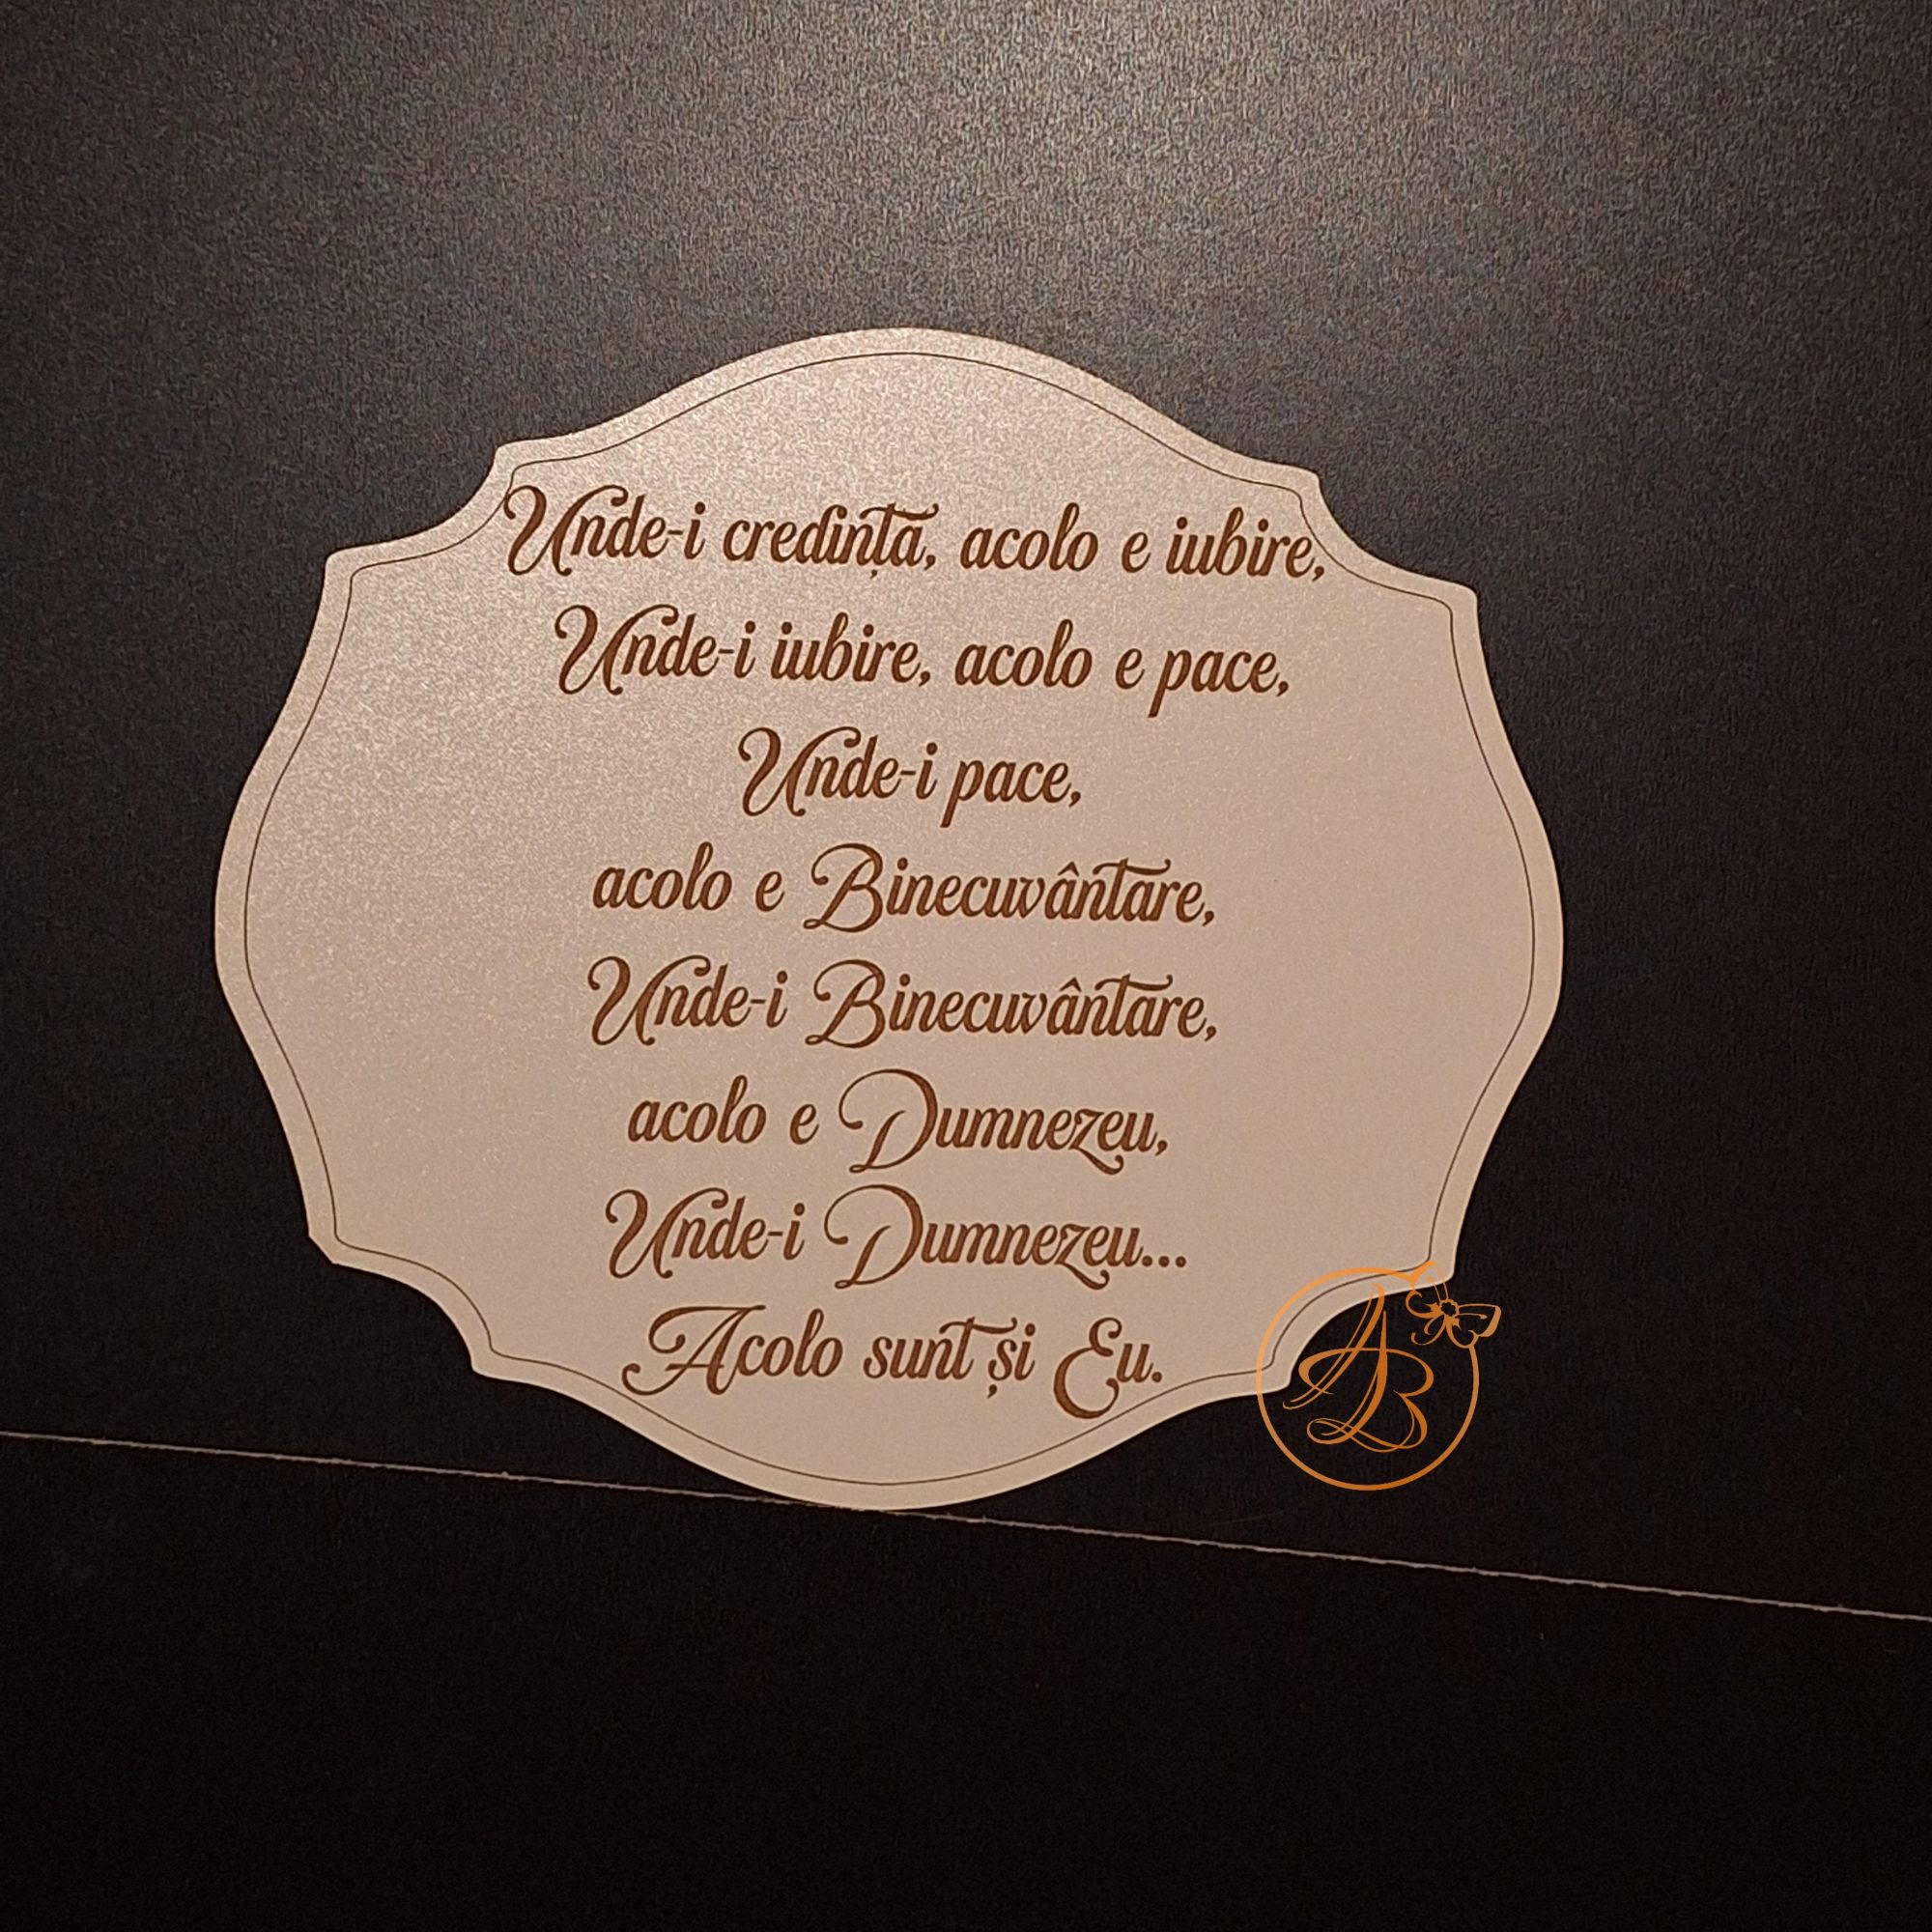 Unde-i credința, acolo e iubire,
Unde-i iubire, acolo e pace,
Unde-i pace,
acolo e Binecuvântare,
Unde-i Binecuvântare,
acolo e Dumnezeu,
Unde-i Dumnezeu...
Acolo sunt și Eu.
AB